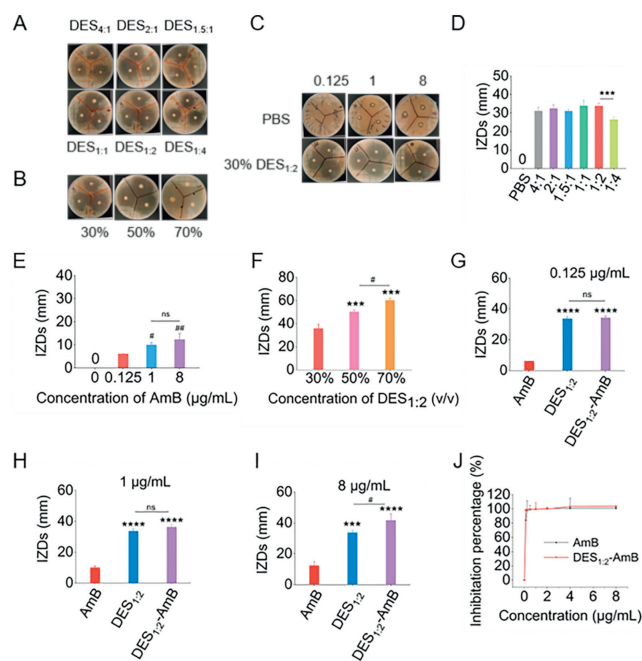 A
DES4:1 DES2:1 DES1.5:1
DES1:1 DES1:2 DES1:4
B
30% 50% 70%
C
0.125 1 8
PBS
30% DES1:2
D
IZDs (mm)
50
40
30
20
10
0
0
***
PBS 4:1 2:1 1.5:1 1:1 1:2 1:4
E
IZDs (mm)
40
30
20
10
0
0 # ns ##
0 0.125 1 8
Concentration of AmB (μg/mL)
F
IZDs (mm)
80
60
40
20
0
*** # ***
30% 50% 70%
Concentration of DES1:2 (v/v)
G
0.125 μg/mL
IZDs (mm)
60
40
20
0
**** ns ****
AmB DES1:2 DES1:2-AmB
H
1 μg/mL
IZDs (mm)
60
40
20
0
**** ns ****
AmB DES1:2 DES1:2-AmB
I
8 μg/mL
IZDs (mm)
60
40
20
0
*** # ****
AmB DES1:2 DES1:2-AmB
J
Inhibitation percentage (%)
120
100
80
60
40
20
0
AmB
DES1:2-AmB
0 2 4 6 8
Concentration (μg/mL)